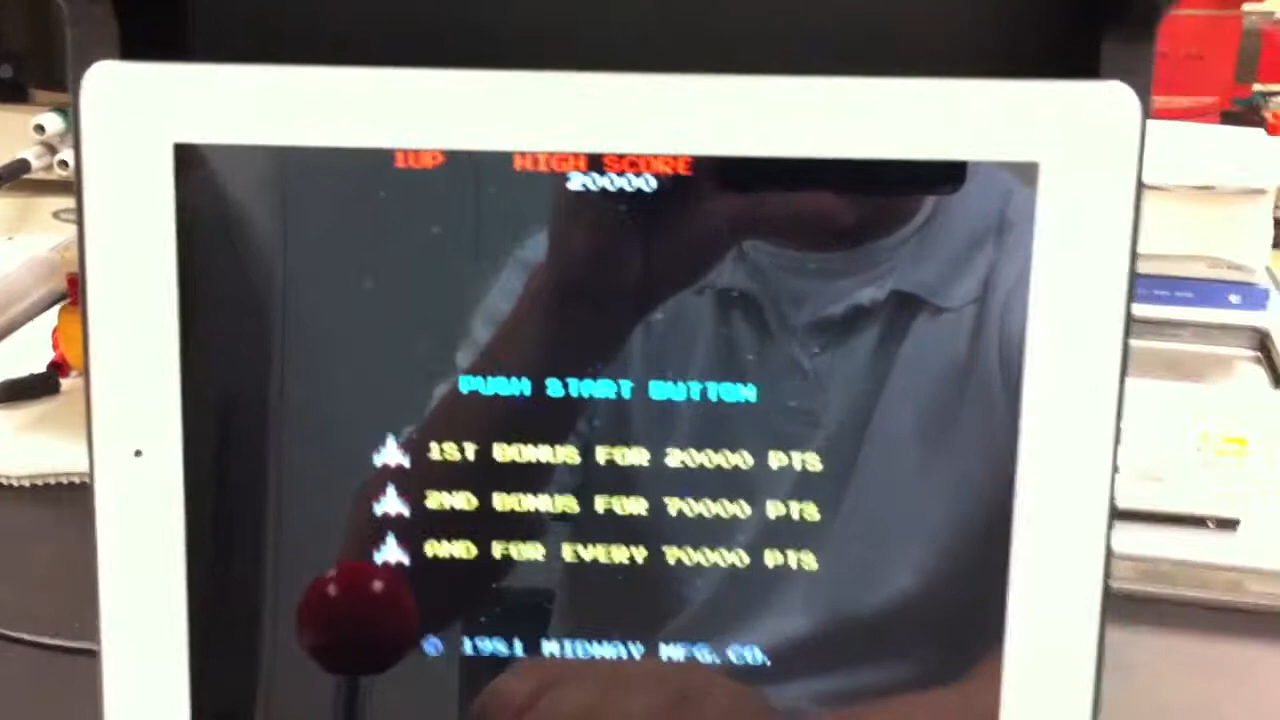 1UP HIGH SCORE
20000
PUSH START BUTTON
1ST BONUS FOR 20000 PTS
2ND BONUS FOR 70000 PTS
AND FOR EVERY 70000 PTS
© 1981 MIDWAY MFG. CO.